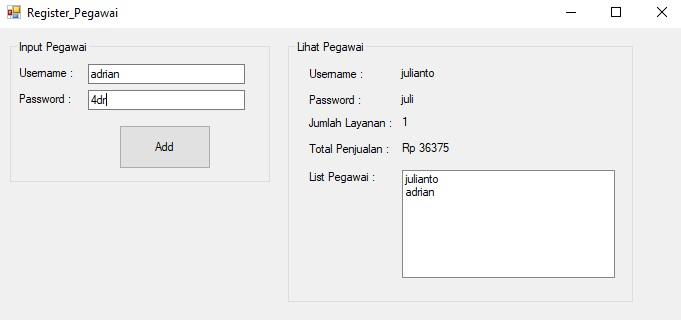 Register_Pegawai
Input Pegawai
Username : adrian
Password : 4dr
Add
Lihat Pegawai
Username : julianto
Password : juli
Jumlah Layanan : 1
Total Penjualan : Rp 36375
List Pegawai : julianto
adrian